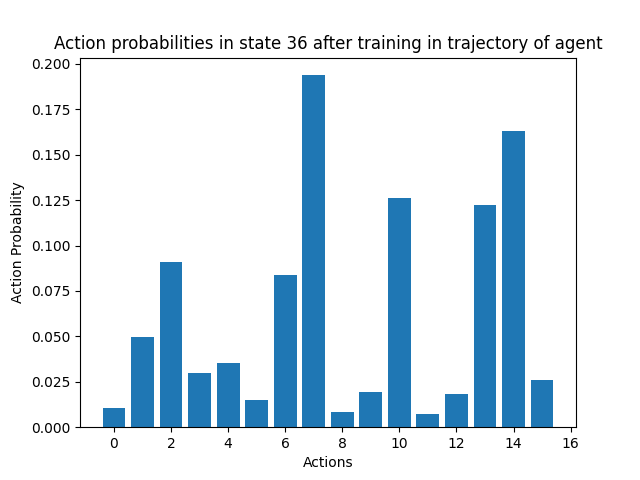 Action probabilities in state 36 after training in trajectory of agent
0.200
0.175
0.150
0.125
0.100
0.075
0.050
0.025
0.000
Action Probability
0 2 4 6 8 10 12 14 16
Actions